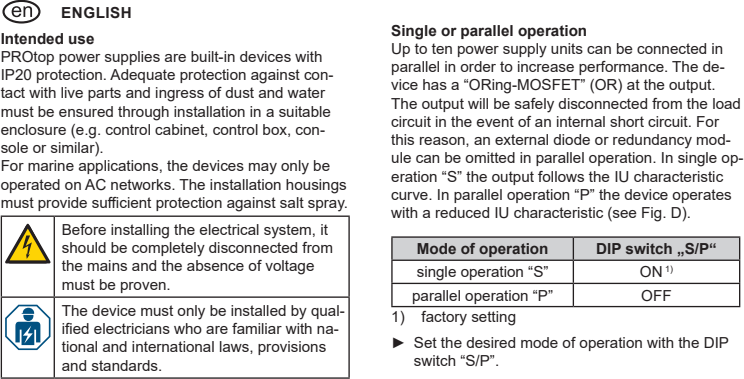 en ENGLISH
Intended use
PROtop power supplies are built-in devices with
IP20 protection. Adequate protection against con-
tact with live parts and ingress of dust and water
must be ensured through installation in a suitable
enclosure (e.g. control cabinet, control box, con-
sole or similar).
For marine applications, the devices may only be
operated on AC networks. The installation housings
must provide sufficient protection against salt spray.
Before installing the electrical system, it
should be completely disconnected from
the mains and the absence of voltage
must be proven.
The device must only be installed by qual-
ified electricians who are familiar with na-
tional and international laws, provisions
and standards.
Single or parallel operation
Up to ten power supply units can be connected in
parallel in order to increase performance. The de-
vice has a “ORing-MOSFET” (OR) at the output.
The output will be safely disconnected from the load
circuit in the event of an internal short circuit. For
this reason, an external diode or redundancy mod-
ule can be omitted in parallel operation. In single op-
eration “S” the output follows the IU characteristic
curve. In parallel operation “P” the device operates
with a reduced IU characteristic (see Fig. D).
Mode of operation DIP switch „S/P“
single operation “S” ON 1)
parallel operation “P” OFF
1) factory setting
► Set the desired mode of operation with the DIP
switch “S/P”.